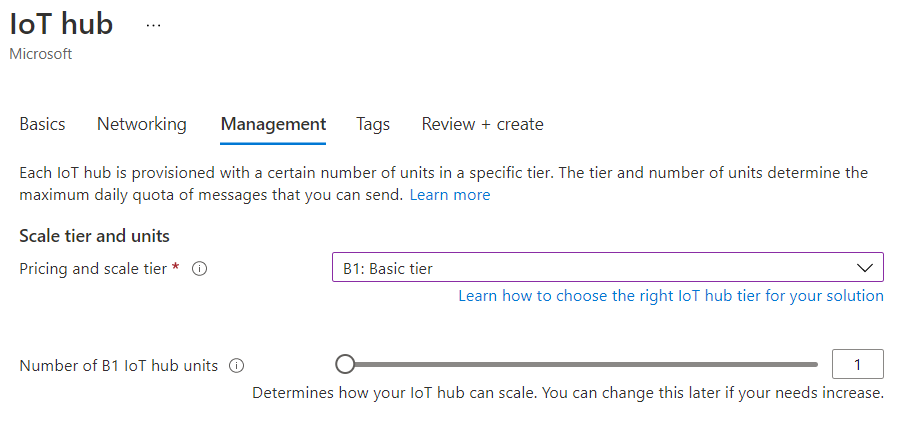 IoT hub ...
Microsoft
Basics Networking Management Tags Review + create
Each IoT hub is provisioned with a certain number of units in a specific tier. The tier and number of units determine the
maximum daily quota of messages that you can send. Learn more
Scale tier and units
Pricing and scale tier * B1: Basic tier
Learn how to choose the right IoT hub tier for your solution
Number of B1 IoT hub units 1
Determines how your IoT hub can scale. You can change this later if your needs increase.